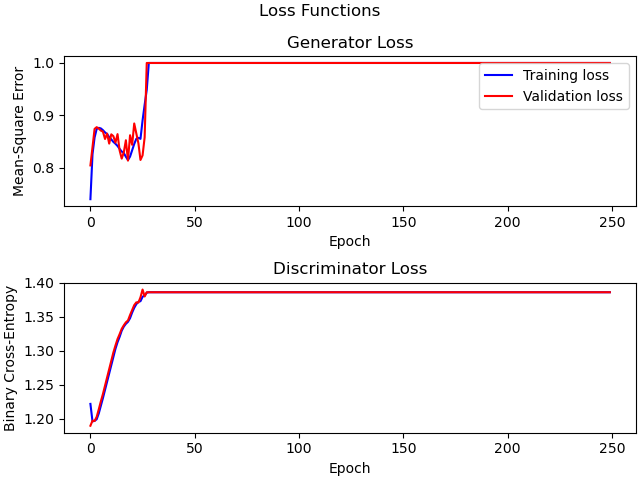 Loss Functions
Generator Loss
Mean-Square Error
1.0
0.9
0.8
Training loss
Validation loss
0 50 100 150 200 250
Epoch
Discriminator Loss
Binary Cross-Entropy
1.40
1.35
1.30
1.25
1.20
0 50 100 150 200 250
Epoch